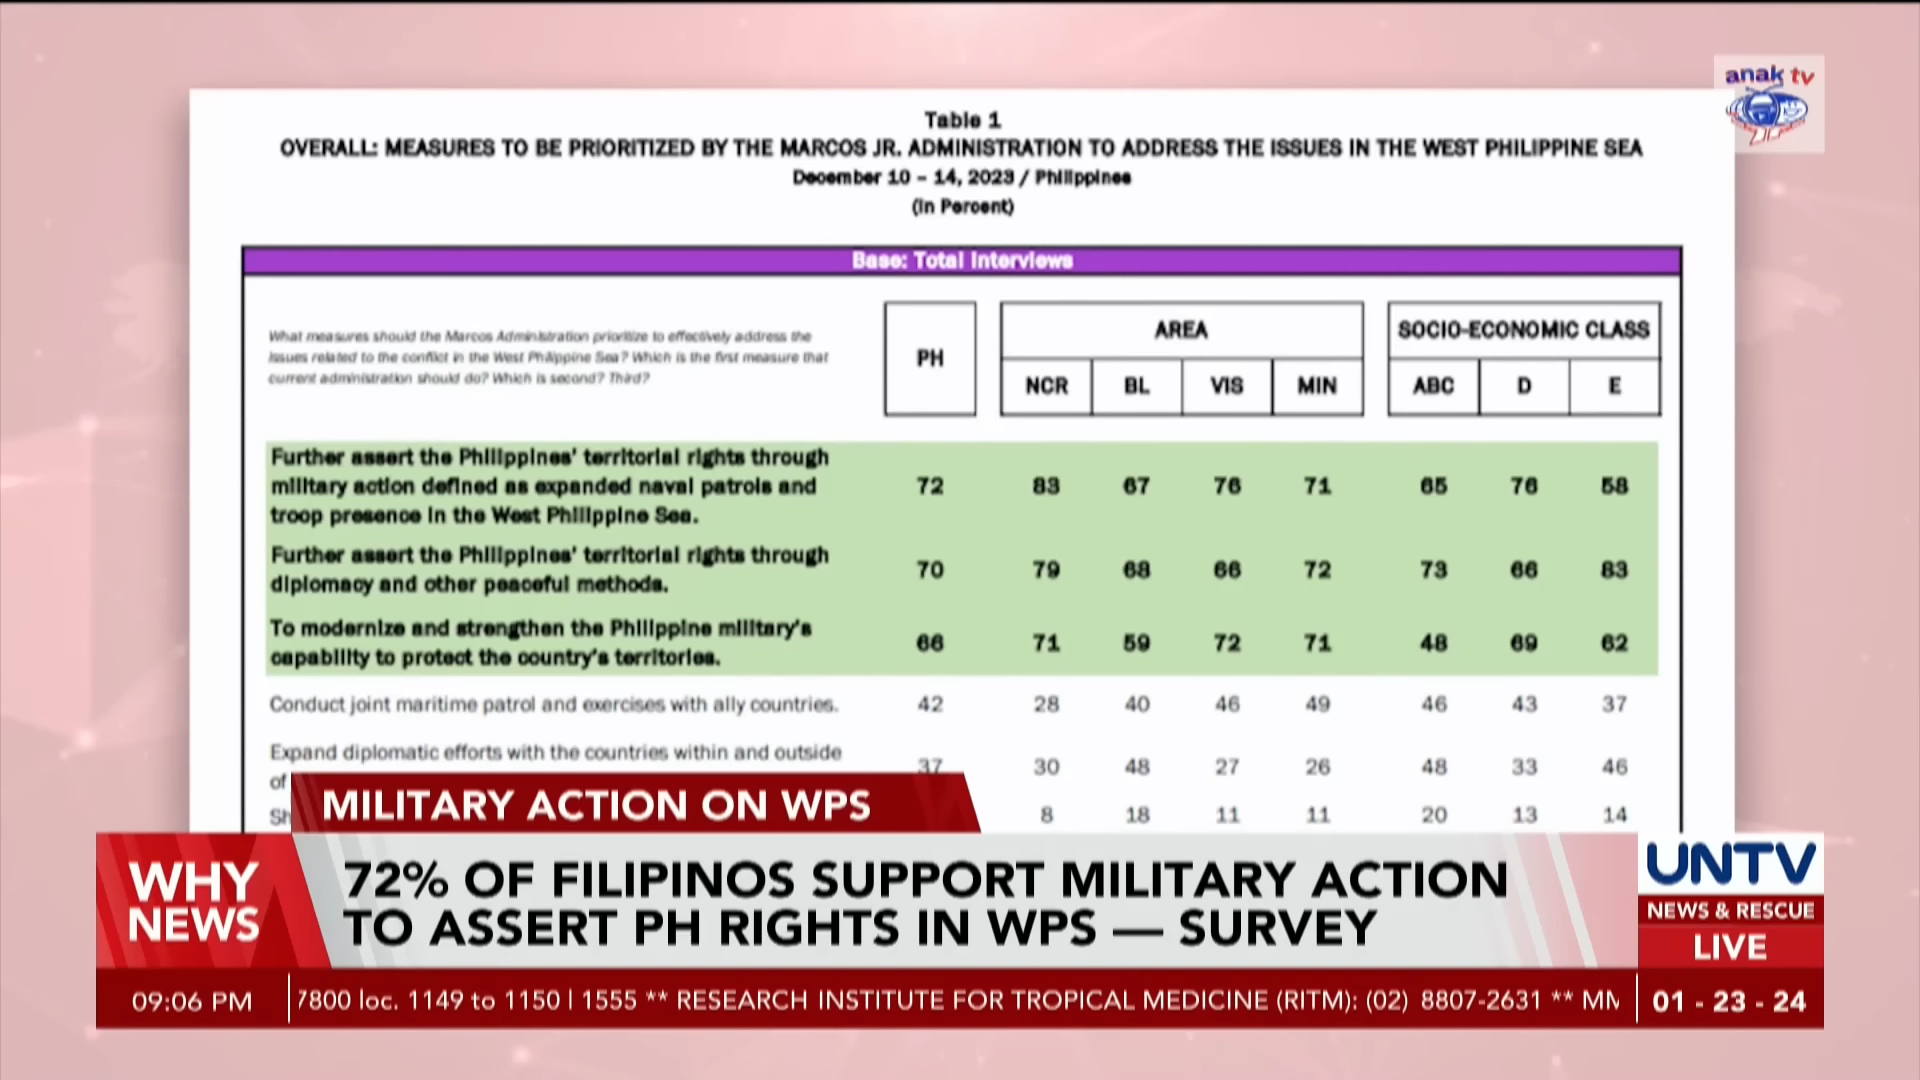 anak tv
Table 1
OVERALL: MEASURES TO BE PRIORITIZED BY THE MARCOS JR. ADMINISTRATION TO ADDRESS THE ISSUES IN THE WEST PHILIPPINE SEA
December 10 – 14, 2023 / Philippines
(In Percent)
Base: Total Interviews
What measures should the Marcos Administration prioritize to effectively address the
issues related to the conflict in the West Philippine Sea? Which is the first measure that
current administration should do? Which is second? Third?
PH
AREA
SOCIO-ECONOMIC CLASS
NCR BL VIS MIN ABC D E
Further assert the Philippines' territorial rights through
military action defined as expanded naval patrols and
troop presence in the West Philippine Sea.
72 83 67 76 71 65 76 58
Further assert the Philippines' territorial rights through
diplomacy and other peaceful methods.
70 79 68 66 72 73 66 83
To modernize and strengthen the Philippine military's
capability to protect the country's territories.
66 71 59 72 71 48 69 62
Conduct joint maritime patrol and exercises with ally countries. 42 28 40 46 49 46 43 37
Expand diplomatic efforts with the countries within and outside
of
37 30 48 27 26 48 33 46
Sh 8 18 11 11 20 13 14
MILITARY ACTION ON WPS
WHY
NEWS
72% OF FILIPINOS SUPPORT MILITARY ACTION
TO ASSERT PH RIGHTS IN WPS — SURVEY
UNTV
NEWS & RESCUE
LIVE
09:06 PM
7800 loc. 1149 to 1150 | 1555 ** RESEARCH INSTITUTE FOR TROPICAL MEDICINE (RITM): (02) 8807-2631 ** MM
01 - 23 - 24